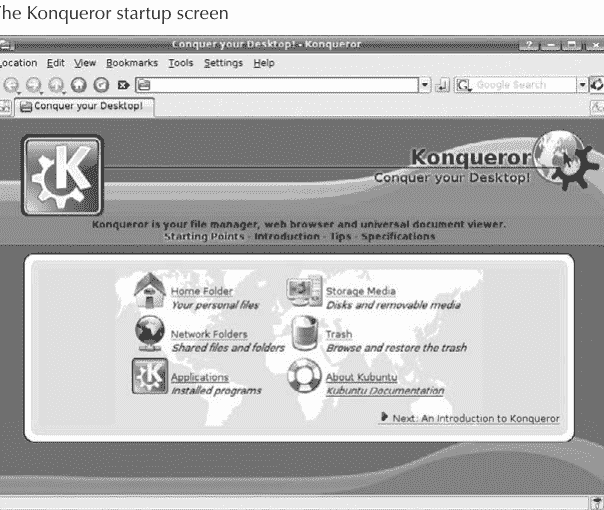 The Konqueror startup screen
Conquer your Desktop! - Konqueror
ocation Edit View Bookmarks Tools Settings Help
G Google Search
Conquer your Desktop!
K
Konqueror
Conquer your Desktop!
Konqueror is your file manager, web browser and universal document viewer.
Starting Points - Introduction - Tips - Specifications
Home Folder
Your personal files
Storage Media
Disks and removable media
Network Folders
Shared files and folders
Trash
Browse and restore the trash
Applications
Installed programs
About Kubuntu
Kubuntu Documentation
Next: An Introduction to Konqueror